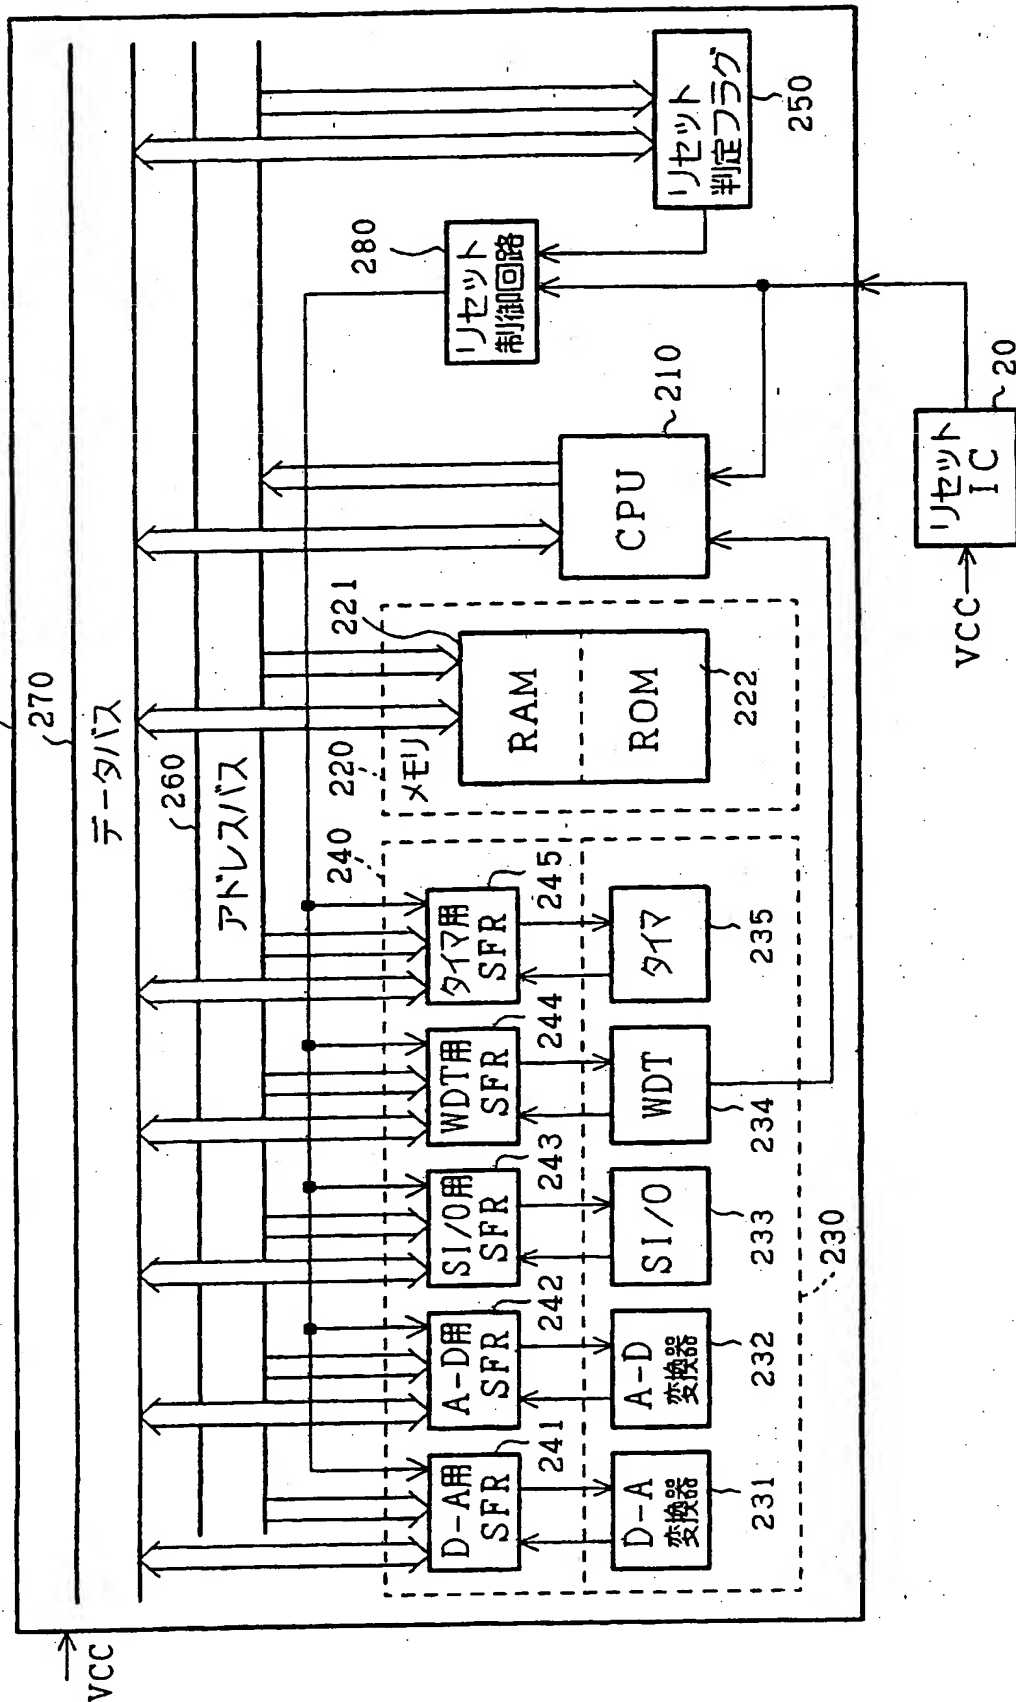 VCC
270
データバス
260
アドレスバス
240
220
メモリ
221
RAM
ROM
222
CPU
210
280
リセット
制御回路
リセット
判定フラグ
250
D-A用
SFR
241
A-D用
SFR
242
SI/O用
SFR
243
WDT用
SFR
244
タイマ用
SFR
245
D-A
変換器
231
A-D
変換器
232
SI/O
233
WDT
234
タイマ
235
230
VCC
リセット
IC
20